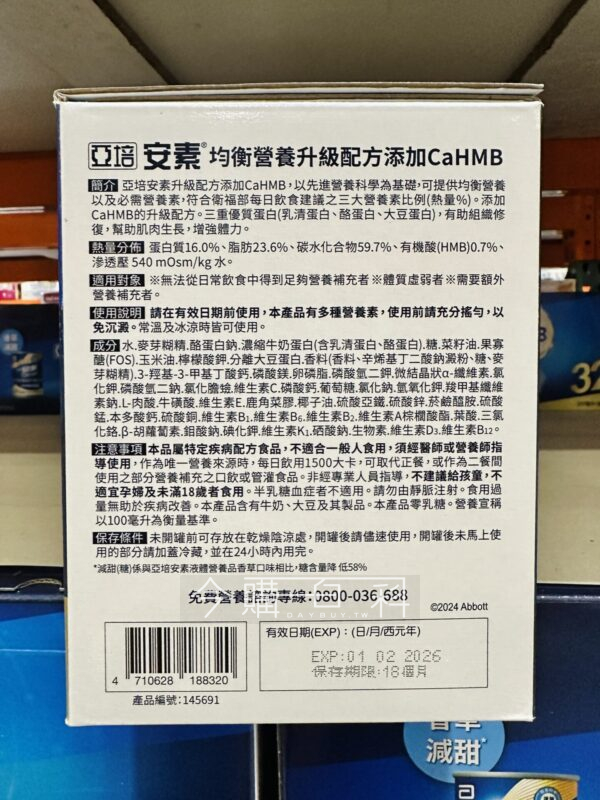 亞培 安素® 均衡營養升級配方添加CaHMB
簡介 亞培安素升級配方添加CaHMB,以先進營養科學為基礎,可提供均衡營養
以及必需營養素,符合衛福部每日飲食建議之三大營養素比例(熱量%)。添加
CaHMB的升級配方。三重優質蛋白(乳清蛋白、酪蛋白、大豆蛋白),有助組織修
復,幫助肌肉生長,增強體力。
熱量分佈 蛋白質16.0%、脂肪23.6%、碳水化合物59.7%、有機酸(HMB)0.7%、
滲透壓 540 mOsm/kg 水。
適用對象 ※無法從日常飲食中得到足夠營養補充者※體質虛弱者※需要額外
營養補充者。
使用說明 請在有效日期前使用,本產品有多種營養素,使用前請充分搖勻,以
免沉澱。常溫及冰涼時皆可使用。
成分 水.麥芽糊精.酪蛋白鈉.濃縮牛奶蛋白(含乳清蛋白、酪蛋白).糖.菜籽油.果寡
醣(FOS).玉米油.檸檬酸鉀.分離大豆蛋白.香料(香料、辛烯基丁二酸鈉澱粉、糖、麥
芽糊精).3-羥基-3-甲基丁酸鈣.磷酸鎂.卵磷脂.磷酸氫二鉀.微結晶狀α-纖維素.氯
化鉀.磷酸氫二鈉.氯化膽鹼.維生素C.磷酸鈣.葡萄糖.氯化鈉.氫氧化鉀.羧甲基纖維
素鈉.L-肉酸.牛磺酸.維生素E.鹿角菜膠.椰子油.硫酸亞鐵.硫酸鋅.菸鹼醯胺.硫酸
錳.本多酸鈣.硫酸銅.維生素B₁.維生素B₆.維生素B₂.維生素A棕櫚酸酯.葉酸.三氯
化鉻.β-胡蘿蔔素.鉬酸鈉.碘化鉀.維生素K₁.硒酸鈉.生物素.維生素D₃.維生素B₁₂。
注意事項 本品屬特定疾病配方食品,不適合一般人食用,須經醫師或營養師指
導使用,作為唯一營養來源時,每日飲用1500大卡,可取代正餐,或作為二餐間
使用之部分營養補充之口飲或管灌食品。非經專業人員指導,不建議給孩童,不
適宜孕婦及未滿18歲者食用。半乳糖血症者不適用。請勿由靜脈注射。食用過
量無助於疾病改善。本產品含有牛奶、大豆及其製品。本產品零乳糖。營養宣稱
以100毫升為衡量基準。
保存條件 未開罐前可存放在乾燥陰涼處,開罐後請儘速使用,開罐後未馬上使
用的部分請加蓋冷藏,並在24小時內用完。
*減甜(糖)係與亞培安素液體營養品香草口味相比,糖含量降低58%
免費營養諮詢專線:0800-036-588
今購百科
DAYBUY.TW
©2024 Abbott
有效日期(EXP):(日/月/西元年)
EXP:01 02 2026
保存期限:18個月
4 710628 188320
產品編號:145691
32
香草
減甜*